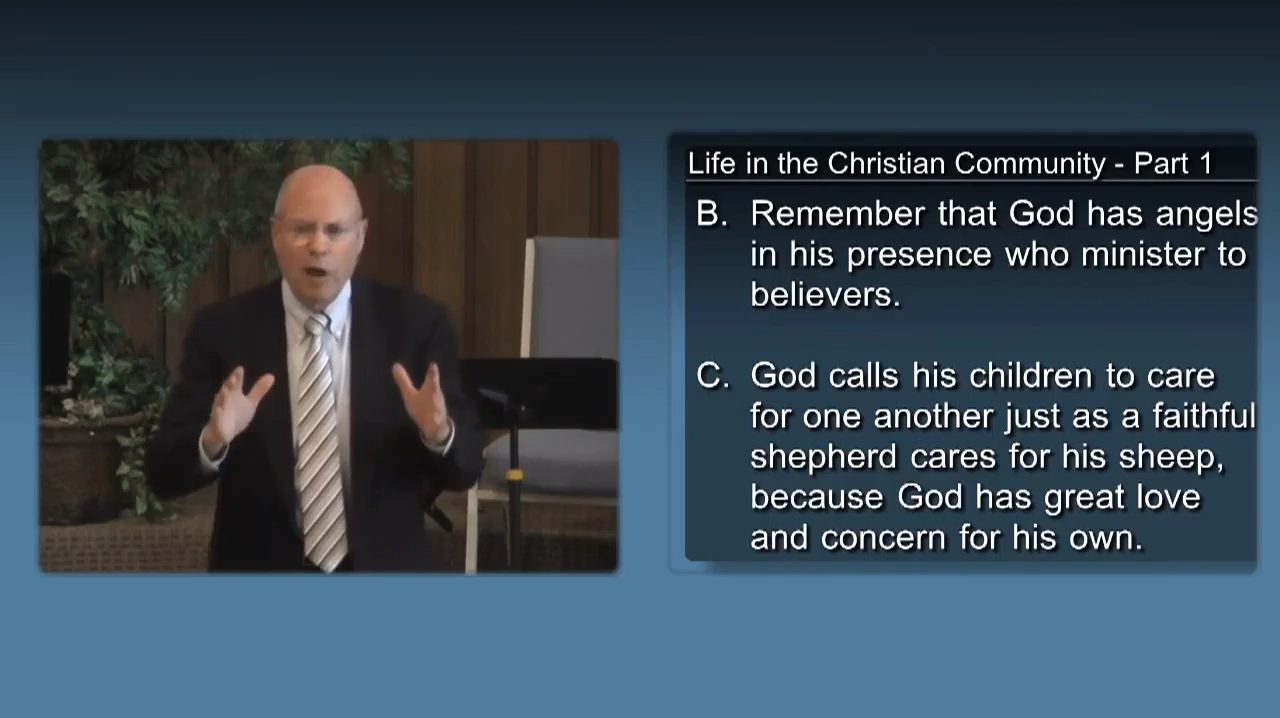 Life in the Christian Community - Part 1
B. Remember that God has angels
in his presence who minister to
believers.
C. God calls his children to care
for one another just as a faithful
shepherd cares for his sheep,
because God has great love
and concern for his own.